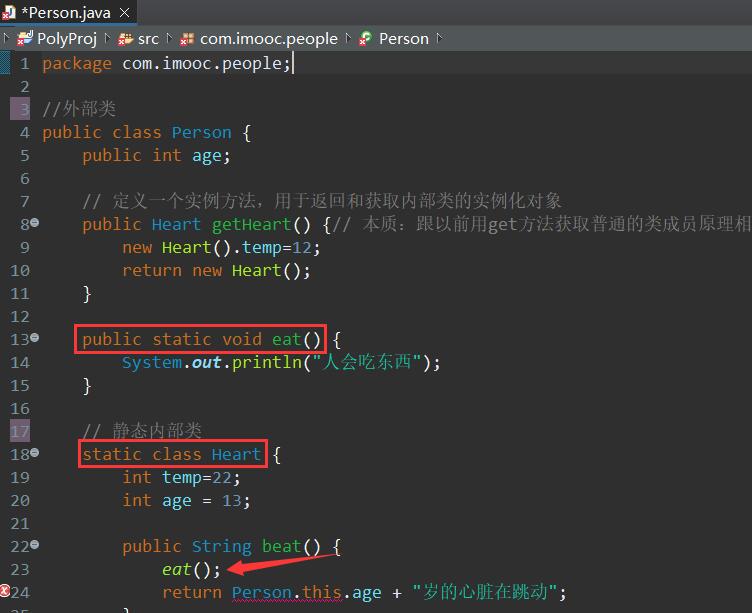 *Person.java
PolyProj src com.imooc.people Person
1 package com.imooc.people;
2
3 //外部类
4 public class Person {
5 public int age;
6
7 // 定义一个实例方法，用于返回和获取内部类的实例化对象
8 public Heart getHeart() {// 本质：跟以前用get方法获取普通的类成员原理相
9 new Heart().temp=12;
10 return new Heart();
11 }
12
13 public static void eat() {
14 System.out.println("人会吃东西");
15 }
16
17 // 静态内部类
18 static class Heart {
19 int temp=22;
20 int age = 13;
21
22 public String beat() {
23 eat();
24 return Person.this.age + "岁的心脏在跳动";